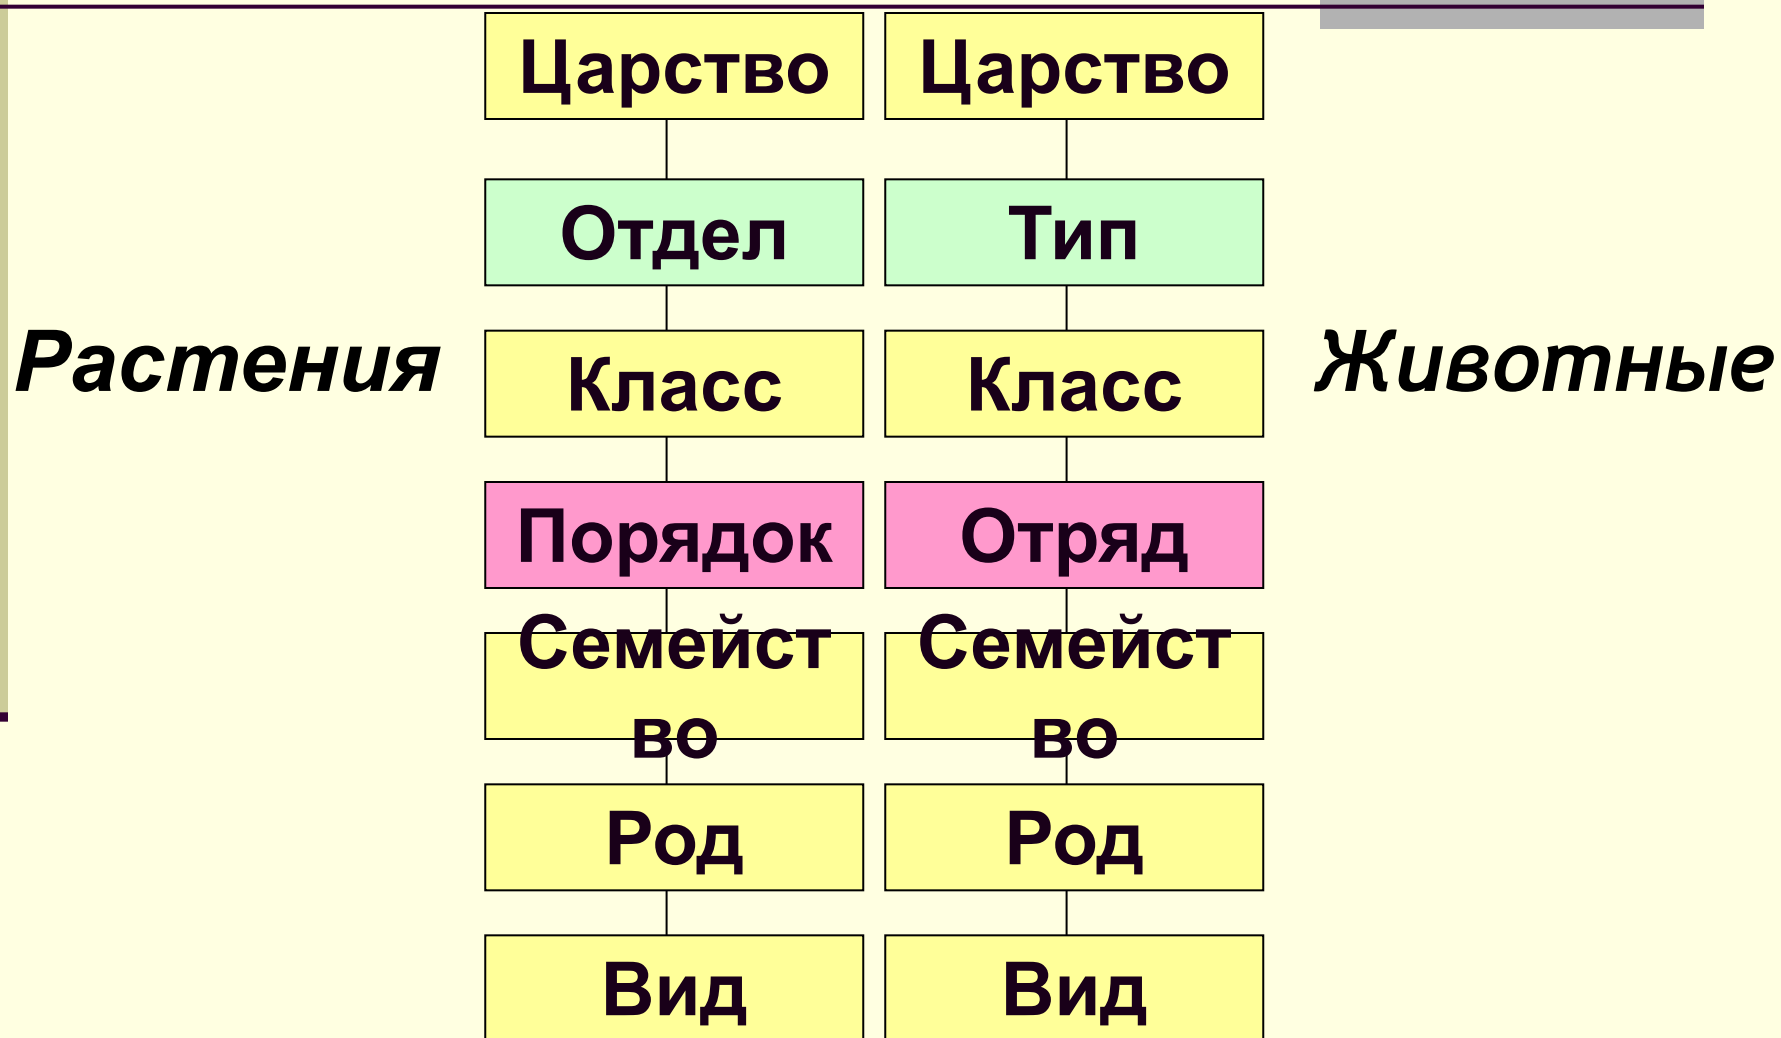 Царство Царство
Отдел Тип
Растения Класс Класс Животные
Порядок Отряд
Семейст Семейст
во во
Род Род
Вид Вид